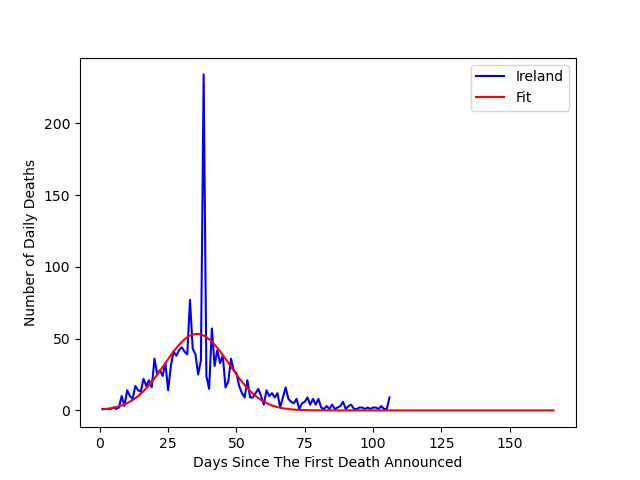 Ireland
Fit
Number of Daily Deaths
200
150
100
50
0
0 25 50 75 100 125 150
Days Since The First Death Announced